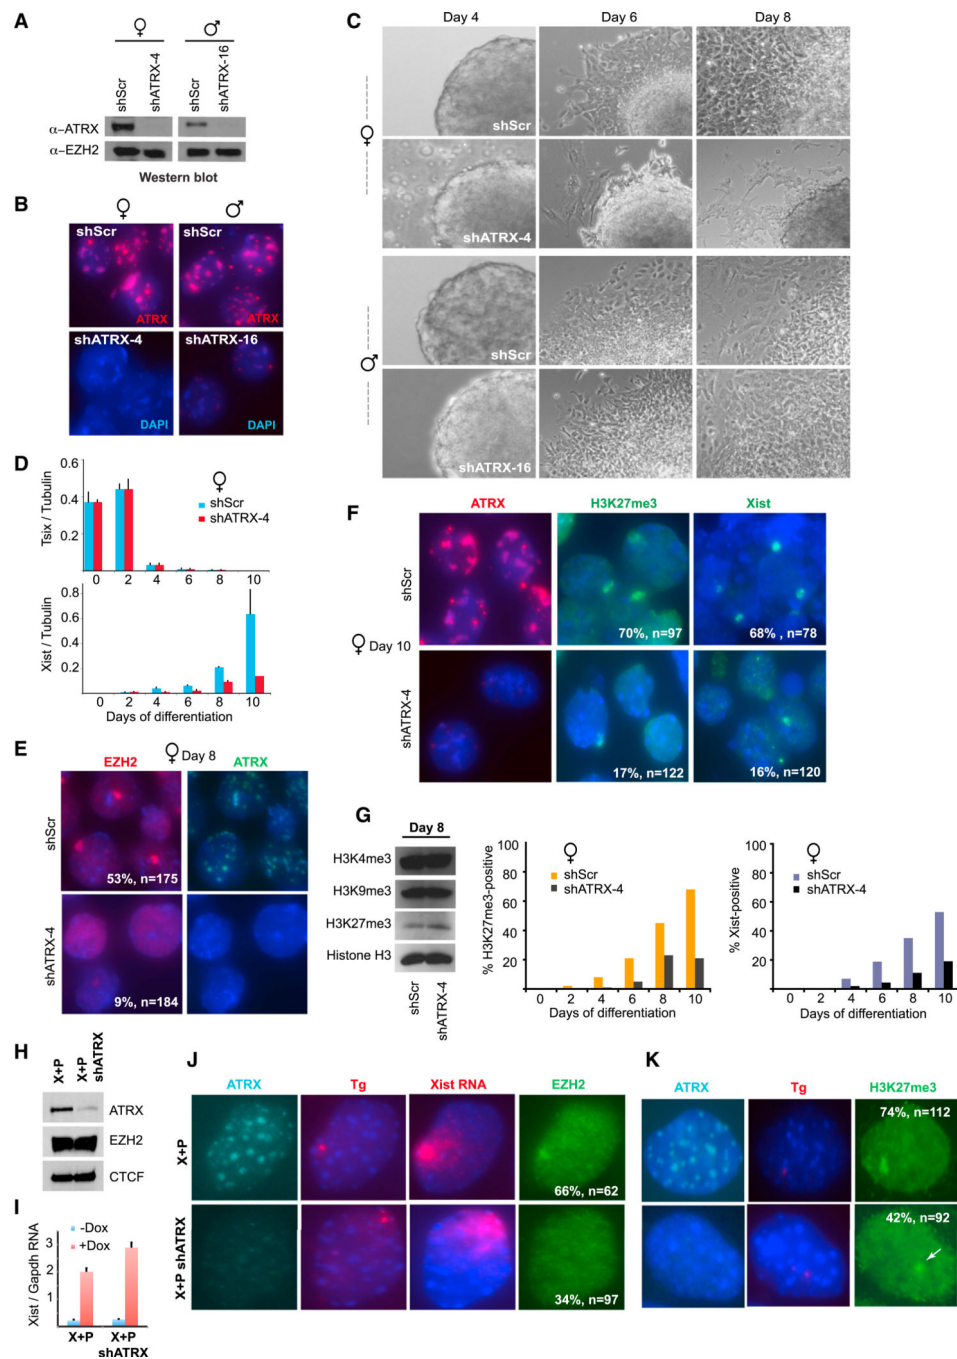 A
♀ ♂
shScr
shATRX-4
shScr
shATRX-16
α-ATRX
α-EZH2
Western blot
B
♀ ♂
shScr shScr
ATRX ATRX
shATRX-4 shATRX-16
DAPI DAPI
C
Day 4 Day 6 Day 8
♀
shScr
shATRX-4
♂
shScr
shATRX-16
D
♀
shScr
shATRX-4
Tsix / Tubulin
0.6
0.4
0.2
0 2 4 6 8 10
Xist / Tubulin
0.8
0.6
0.4
0.2
0 2 4 6 8 10
Days of differentiation
E
♀ Day 8
EZH2 ATRX
shScr
53%, n=175
shATRX-4
9%, n=184
F
ATRX H3K27me3 Xist
♀ Day 10
shScr
70%, n=97
68% , n=78
shATRX-4
17%, n=122
16%, n=120
G
Day 8
H3K4me3
H3K9me3
H3K27me3
Histone H3
shScr
shATRX-4
% H3K27me3-positive
100
80
60
40
20
♀
shScr
shATRX-4
0 2 4 6 8 10
Days of differentiation
% Xist-positive
100
80
60
40
20
♀
shScr
shATRX-4
0 2 4 6 8 10
Days of differentiation
H
X+P
X+P
shATRX
ATRX
EZH2
CTCF
I
Xist / Gapdh RNA
-Dox
+Dox
3
2
1
X+P X+P
shATRX
J
ATRX Tg Xist RNA EZH2
X+P
66%, n=62
X+P shATRX
34%, n=97
K
ATRX Tg H3K27me3
74%, n=112
42%, n=92